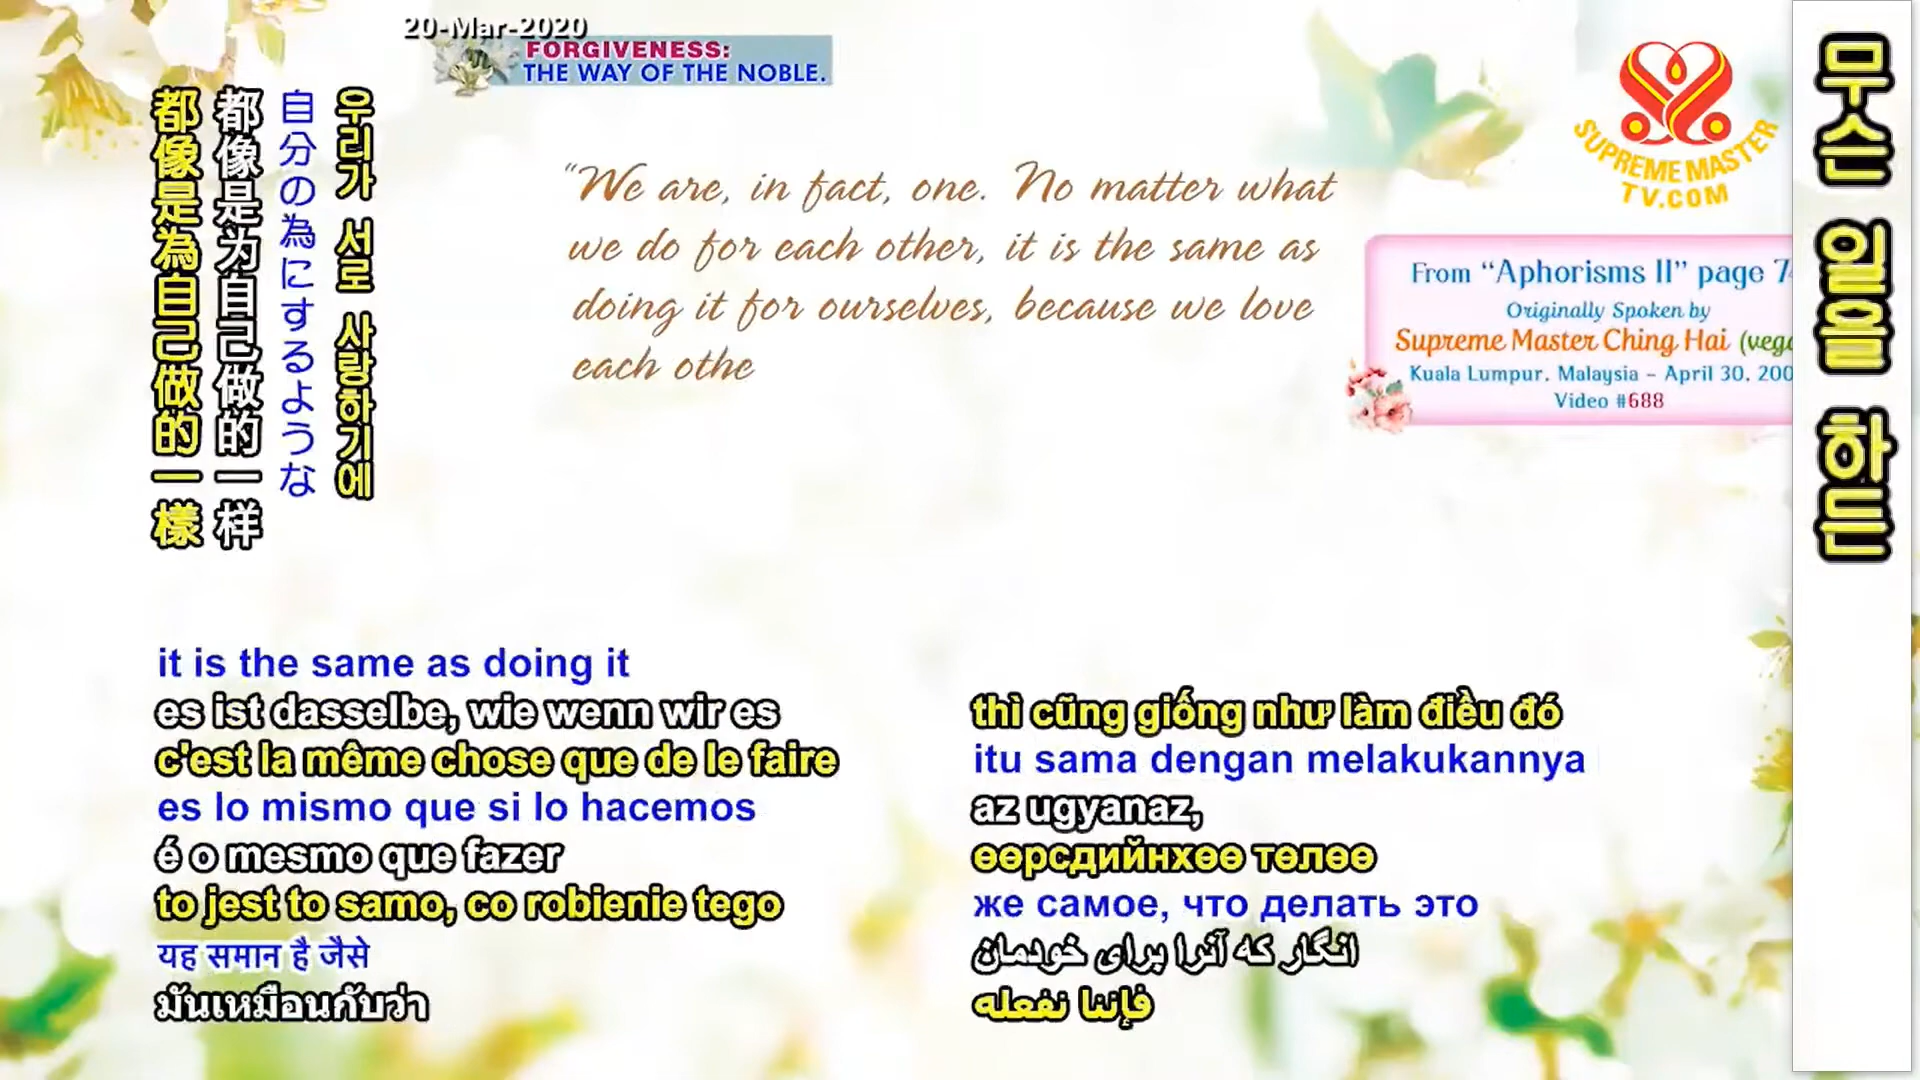 20-Mar-2020
FORGIVENESS:
THE WAY OF THE NOBLE.
SUPREME MASTER
TV.COM
都像是為自己做的一樣
都像是为自己做的一样
自分の為にするような
우리가 서로 사랑하기에
무슨 일을 하든
“We are, in fact, one. No matter what
we do for each other, it is the same as
doing it for ourselves, because we love
each othe
From “Aphorisms II” page 7
Originally Spoken by
Supreme Master Ching Hai (vega
Kuala Lumpur, Malaysia – April 30, 200
Video #688
it is the same as doing it
es ist dasselbe, wie wenn wir es
c'est la même chose que de le faire
es lo mismo que si lo hacemos
é o mesmo que fazer
to jest to samo, co robienie tego
यह समान है जैसे
มันเหมือนกับว่า
thì cũng giống như làm điều đó
itu sama dengan melakukannya
az ugyanaz,
өөрсдийнхөө төлөө
же самое, что делать это
انگار که آنرا برای خودمان
فإننا نفعله